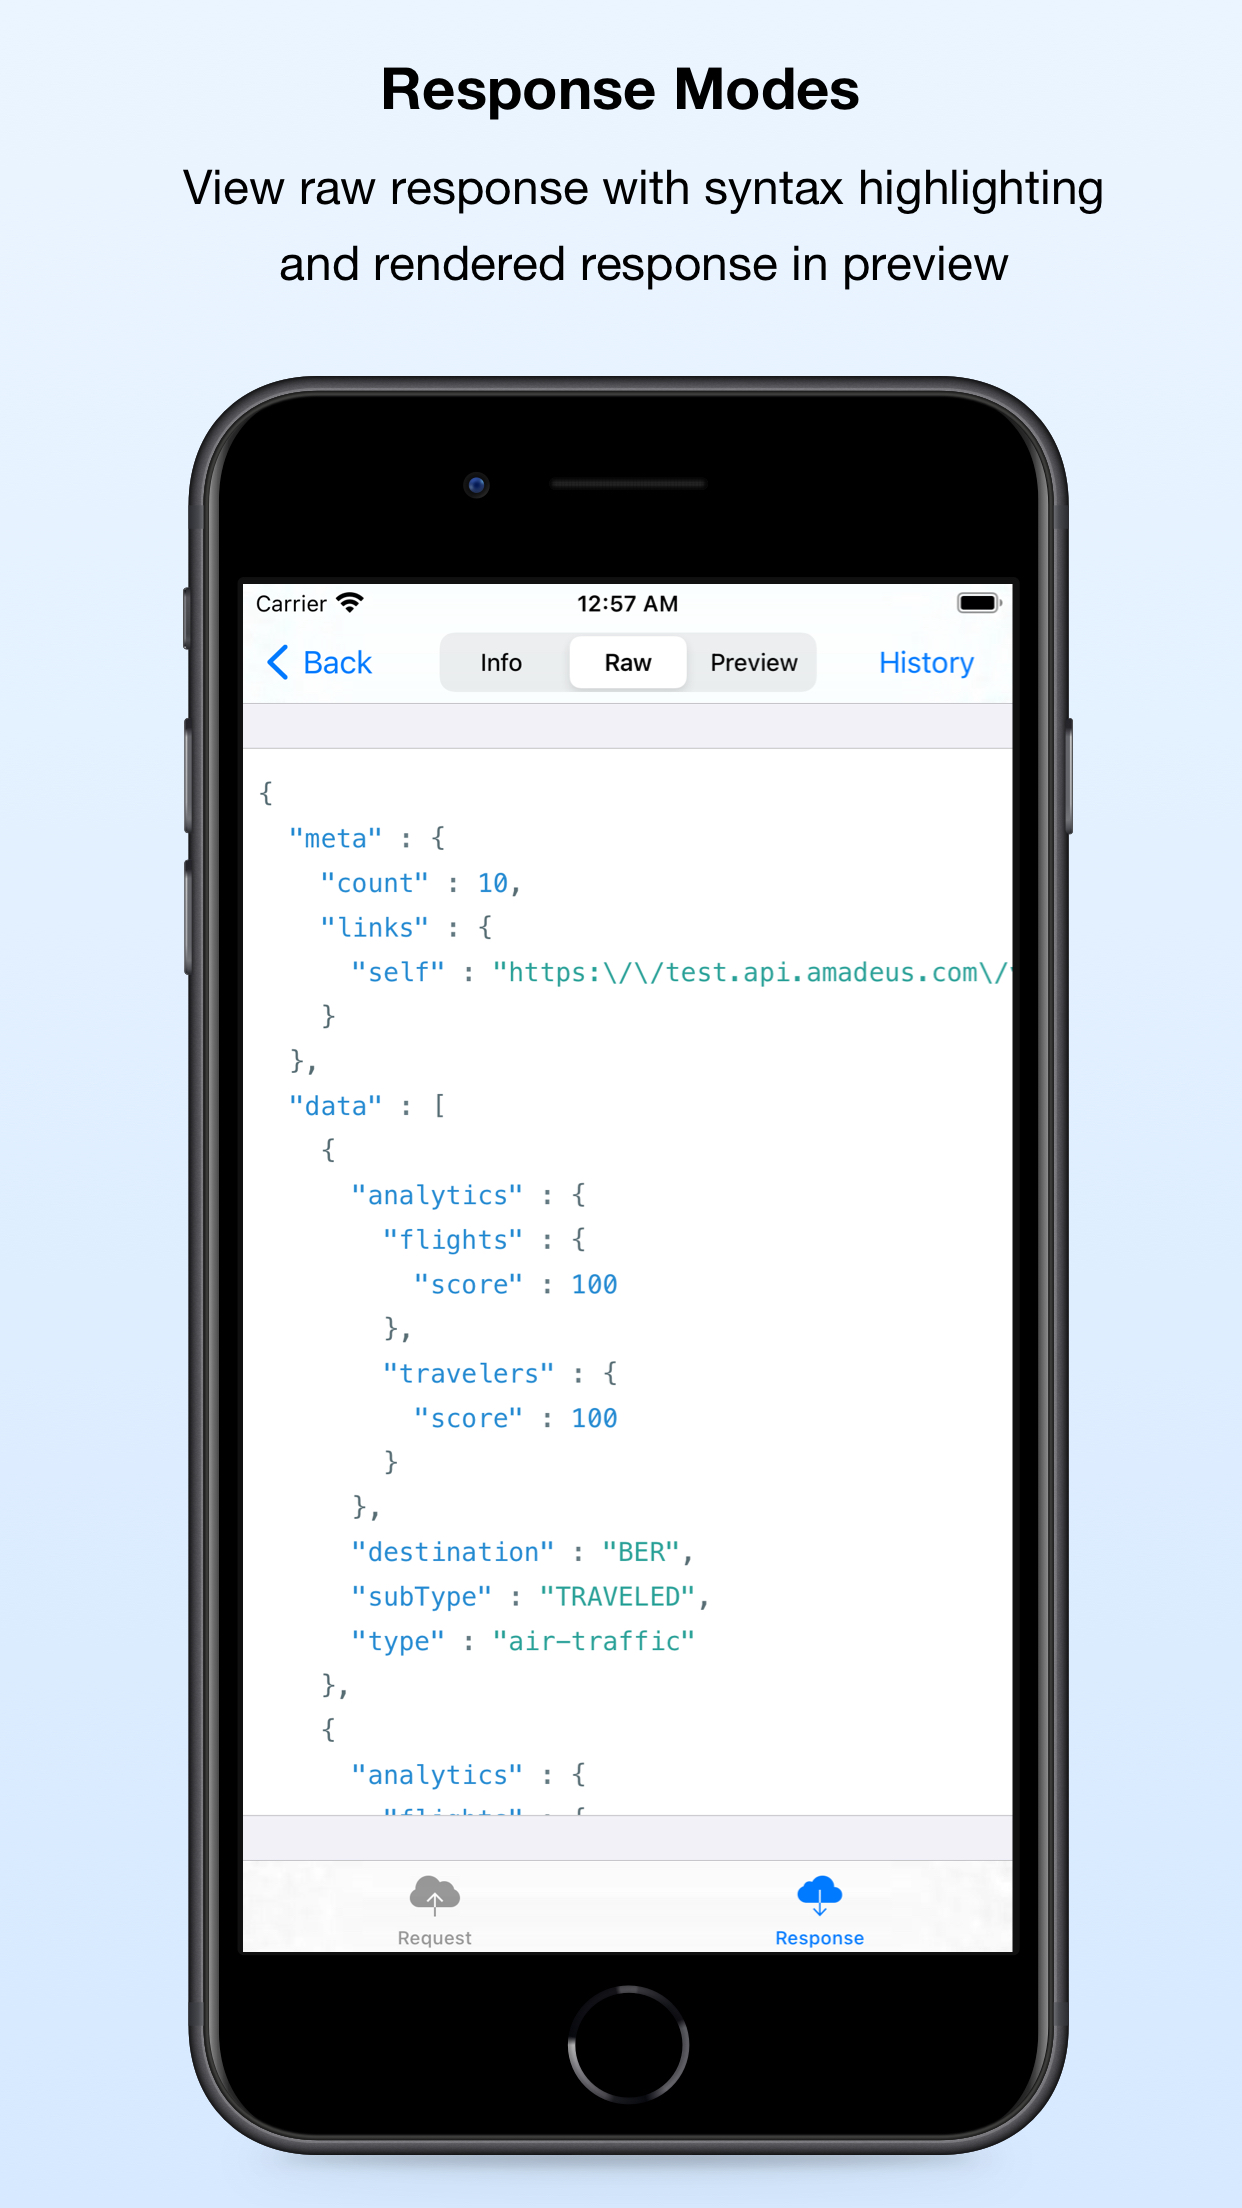 Response Modes
View raw response with syntax highlighting
and rendered response in preview
Carrier 12:57 AM
Back Info Raw Preview History
{
"meta" : {
"count" : 10,
"links" : {
"self" : "https:\/\/test.api.amadeus.com\/
}
},
"data" : [
{
"analytics" : {
"flights" : {
"score" : 100
},
"travelers" : {
"score" : 100
}
},
"destination" : "BER",
"subType" : "TRAVELED",
"type" : "air-traffic"
},
{
"analytics" : {
"flights" : {
Request Response